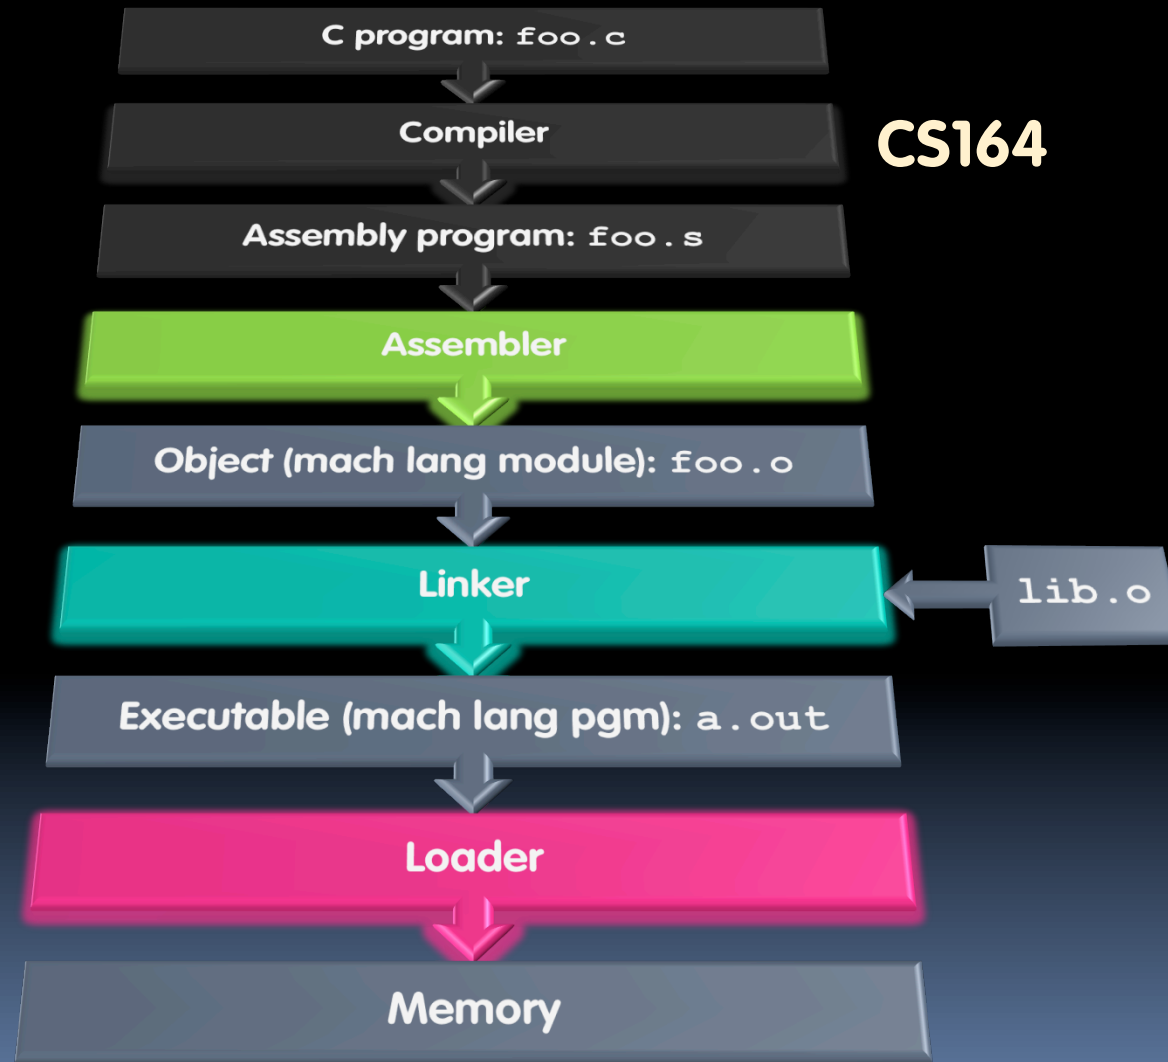 C program: foo.c
Compiler
CS164
Assembly program: foo.s
Assembler
Object (mach lang module): foo.o
Linker
lib.o
Executable (mach lang pgm): a.out
Loader
Memory